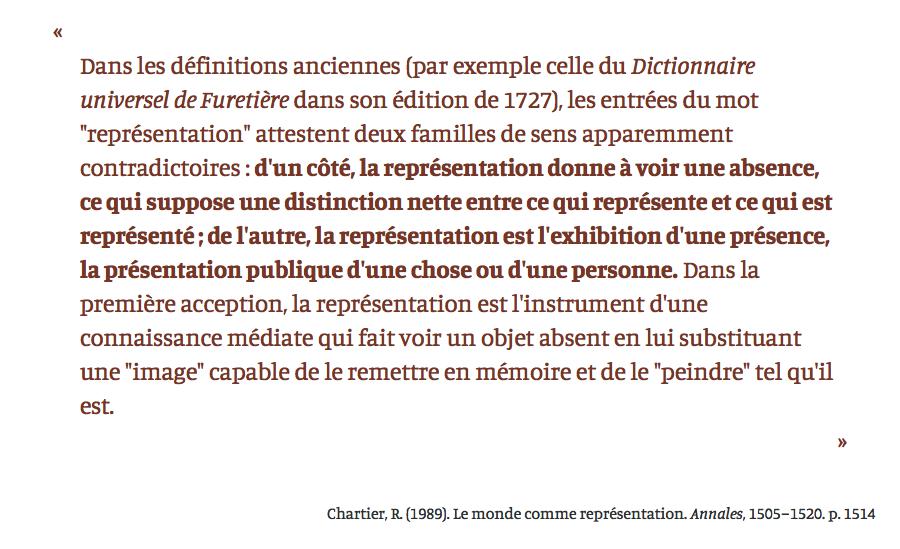 «
Dans les définitions anciennes (par exemple celle du Dictionnaire
universel de Furetière dans son édition de 1727), les entrées du mot
"représentation" attestent deux familles de sens apparemment
contradictoires : d'un côté, la représentation donne à voir une absence,
ce qui suppose une distinction nette entre ce qui représente et ce qui est
représenté ; de l'autre, la représentation est l'exhibition d'une présence,
la présentation publique d'une chose ou d'une personne. Dans la
première acception, la représentation est l'instrument d'une
connaissance médiate qui fait voir un objet absent en lui substituant
une "image" capable de le remettre en mémoire et de le "peindre" tel qu'il
est.
»
Chartier, R. (1989). Le monde comme représentation. Annales, 1505–1520. p. 1514